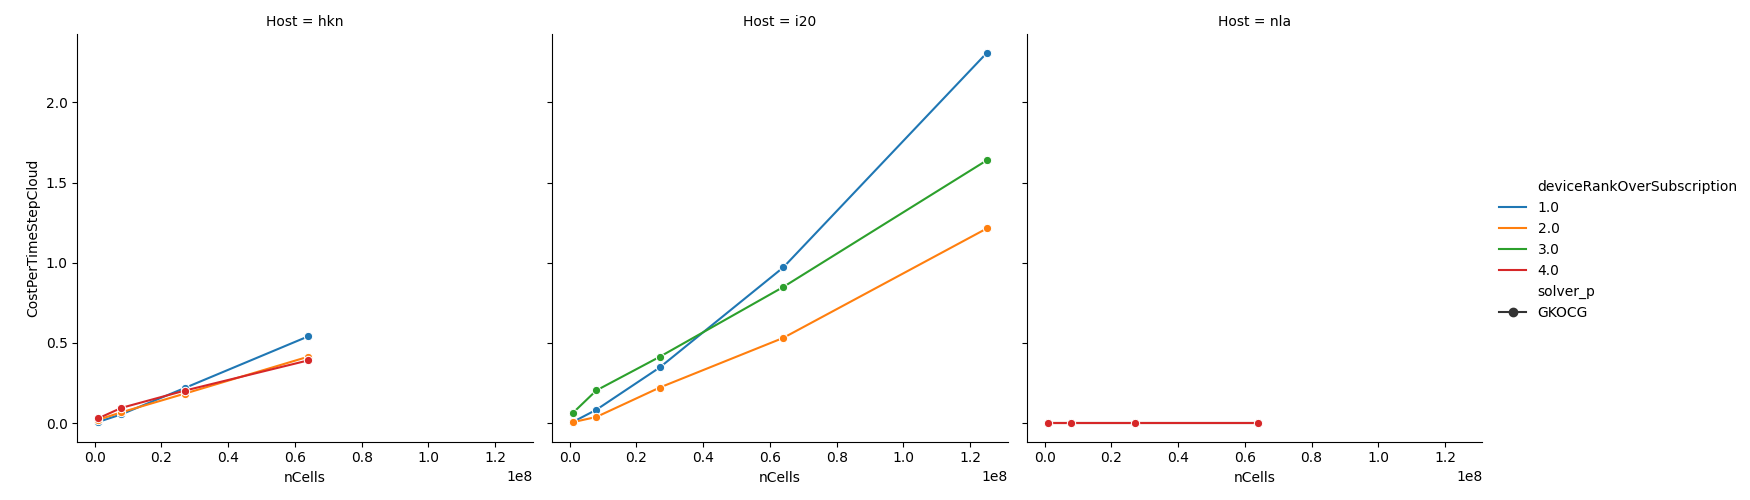 Host = hkn
Host = i20
Host = nla
CostPerTimeStepCloud
2.0
1.5
1.0
0.5
0.0
0.0 0.2 0.4 0.6 0.8 1.0 1.2
1e8
nCells
0.0 0.2 0.4 0.6 0.8 1.0 1.2
1e8
nCells
0.0 0.2 0.4 0.6 0.8 1.0 1.2
1e8
nCells
deviceRankOverSubscription
1.0
2.0
3.0
4.0
solver_p
GKOCG